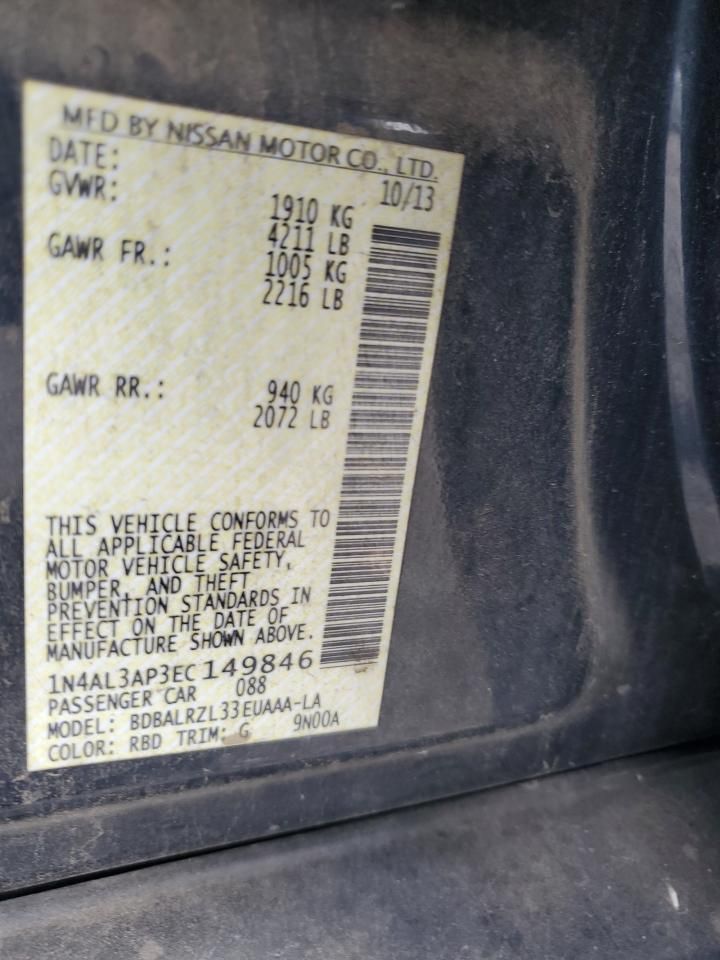 MFD BY NISSAN MOTOR CO., LTD.
DATE: 10/13
GVWR: 1910 KG
4211 LB
GAWR FR.: 1005 KG
2216 LB
GAWR RR.: 940 KG
2072 LB
THIS VEHICLE CONFORMS TO
ALL APPLICABLE FEDERAL
MOTOR VEHICLE SAFETY,
BUMPER, AND THEFT
PREVENTION STANDARDS IN
EFFECT ON THE DATE OF
MANUFACTURE SHOWN ABOVE.
1N4AL3AP3EC149846
PASSENGER CAR 088
MODEL: BDBALRZL33EUAAA-LA
COLOR: RBD TRIM: G 9N00A